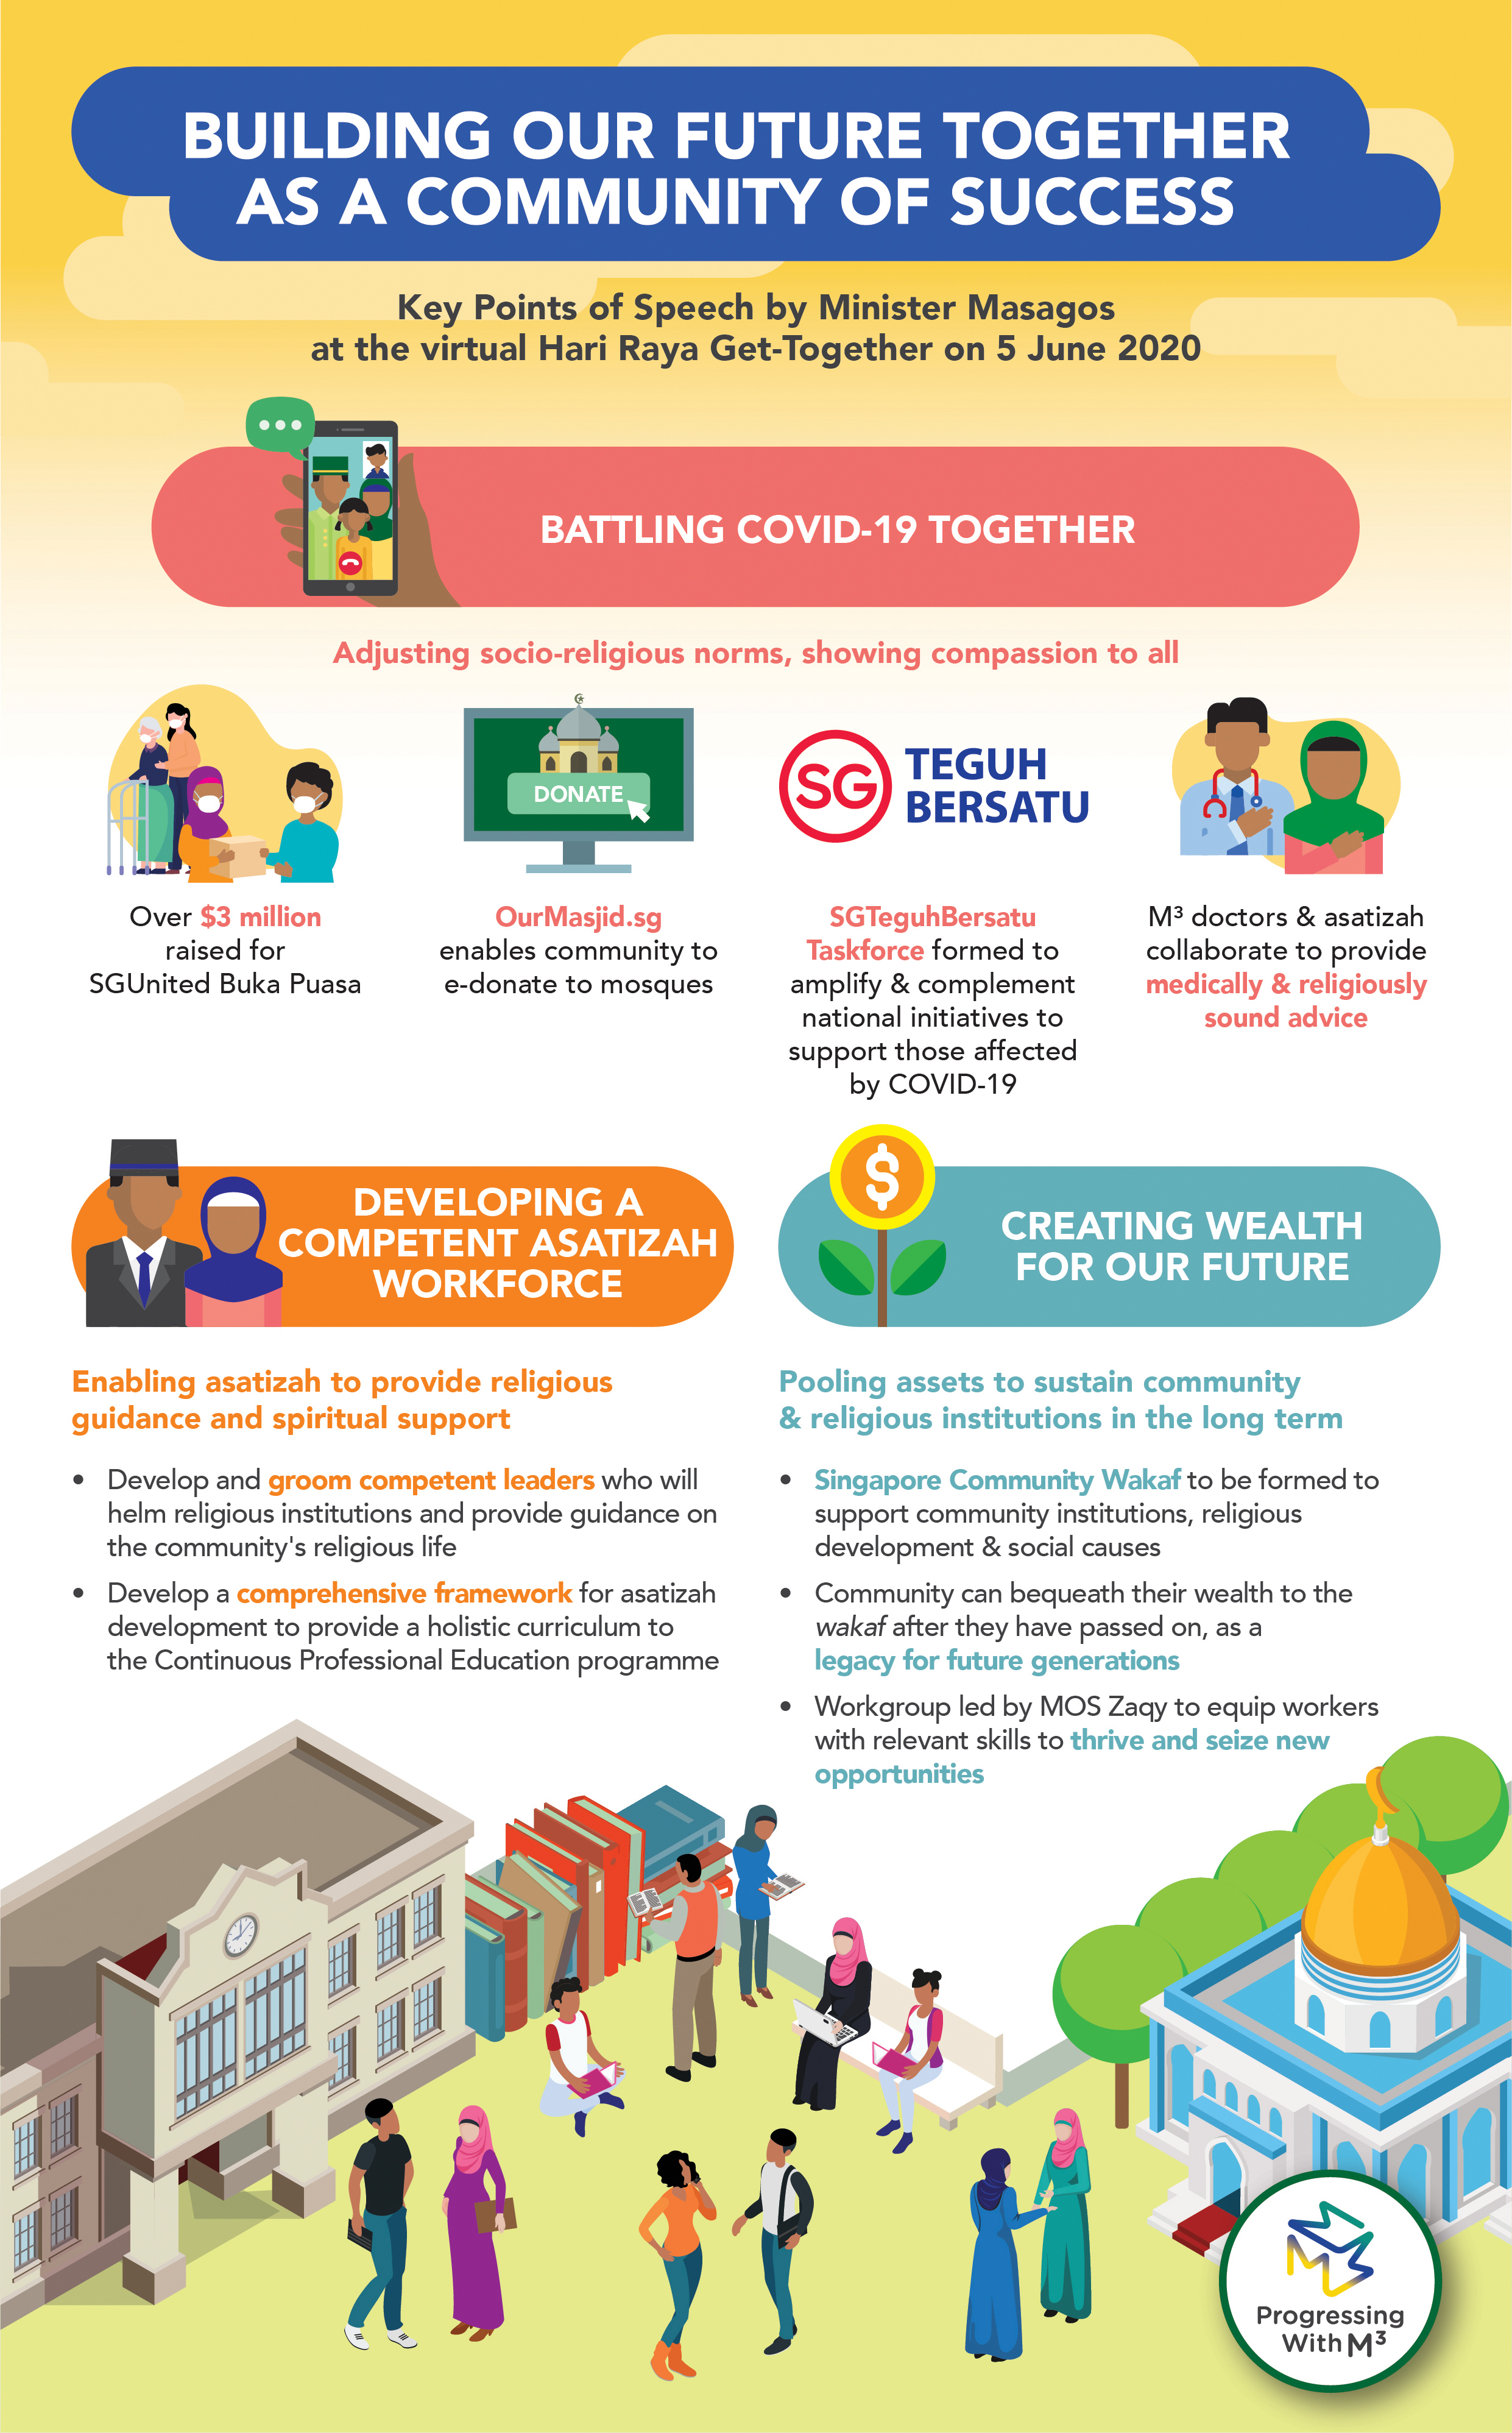 BUILDING OUR FUTURE TOGETHER
AS A COMMUNITY OF SUCCESS
Key Points of Speech by Minister Masagos
at the virtual Hari Raya Get-Together on 5 June 2020
BATTLING COVID-19 TOGETHER
Adjusting socio-religious norms, showing compassion to all
Over $3 million
raised for
SGUnited Buka Puasa
DONATE
OurMasjid.sg
enables community to
e-donate to mosques
SG
TEGUH
BERSATU
SGTeguhBersatu
Taskforce formed to
amplify & complement
national initiatives to
support those affected
by COVID-19
M³ doctors & asatizah
collaborate to provide
medically & religiously
sound advice
DEVELOPING A
COMPETENT ASATIZAH
WORKFORCE
Enabling asatizah to provide religious
guidance and spiritual support
• Develop and groom competent leaders who will
helm religious institutions and provide guidance on
the community's religious life
• Develop a comprehensive framework for asatizah
development to provide a holistic curriculum to
the Continuous Professional Education programme
$
CREATING WEALTH
FOR OUR FUTURE
Pooling assets to sustain community
& religious institutions in the long term
• Singapore Community Wakaf to be formed to
support community institutions, religious
development & social causes
• Community can bequeath their wealth to the
wakaf after they have passed on, as a
legacy for future generations
• Workgroup led by MOS Zaqy to equip workers
with relevant skills to thrive and seize new
opportunities
Progressing
With M³